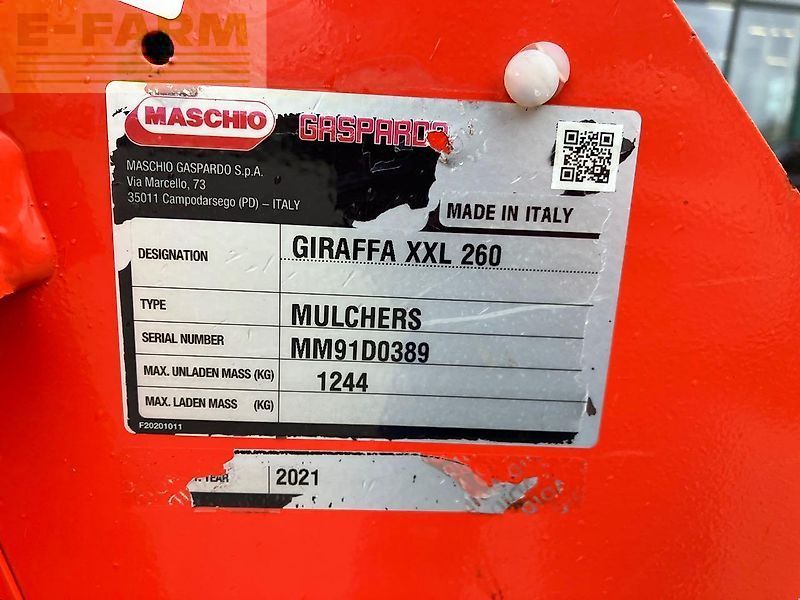 E-FARM
MASCHIO
GASPARDO
MASCHIO GASPARDO S.p.A.
Via Marcello, 73
35011 Campodarsego (PD) – ITALY
MADE IN ITALY
DESIGNATION GIRAFFA XXL 260
TYPE MULCHERS
SERIAL NUMBER MM91D0389
MAX. UNLADEN MASS (KG) 1244
MAX. LADEN MASS (KG)
F20201011
YEAR 2021